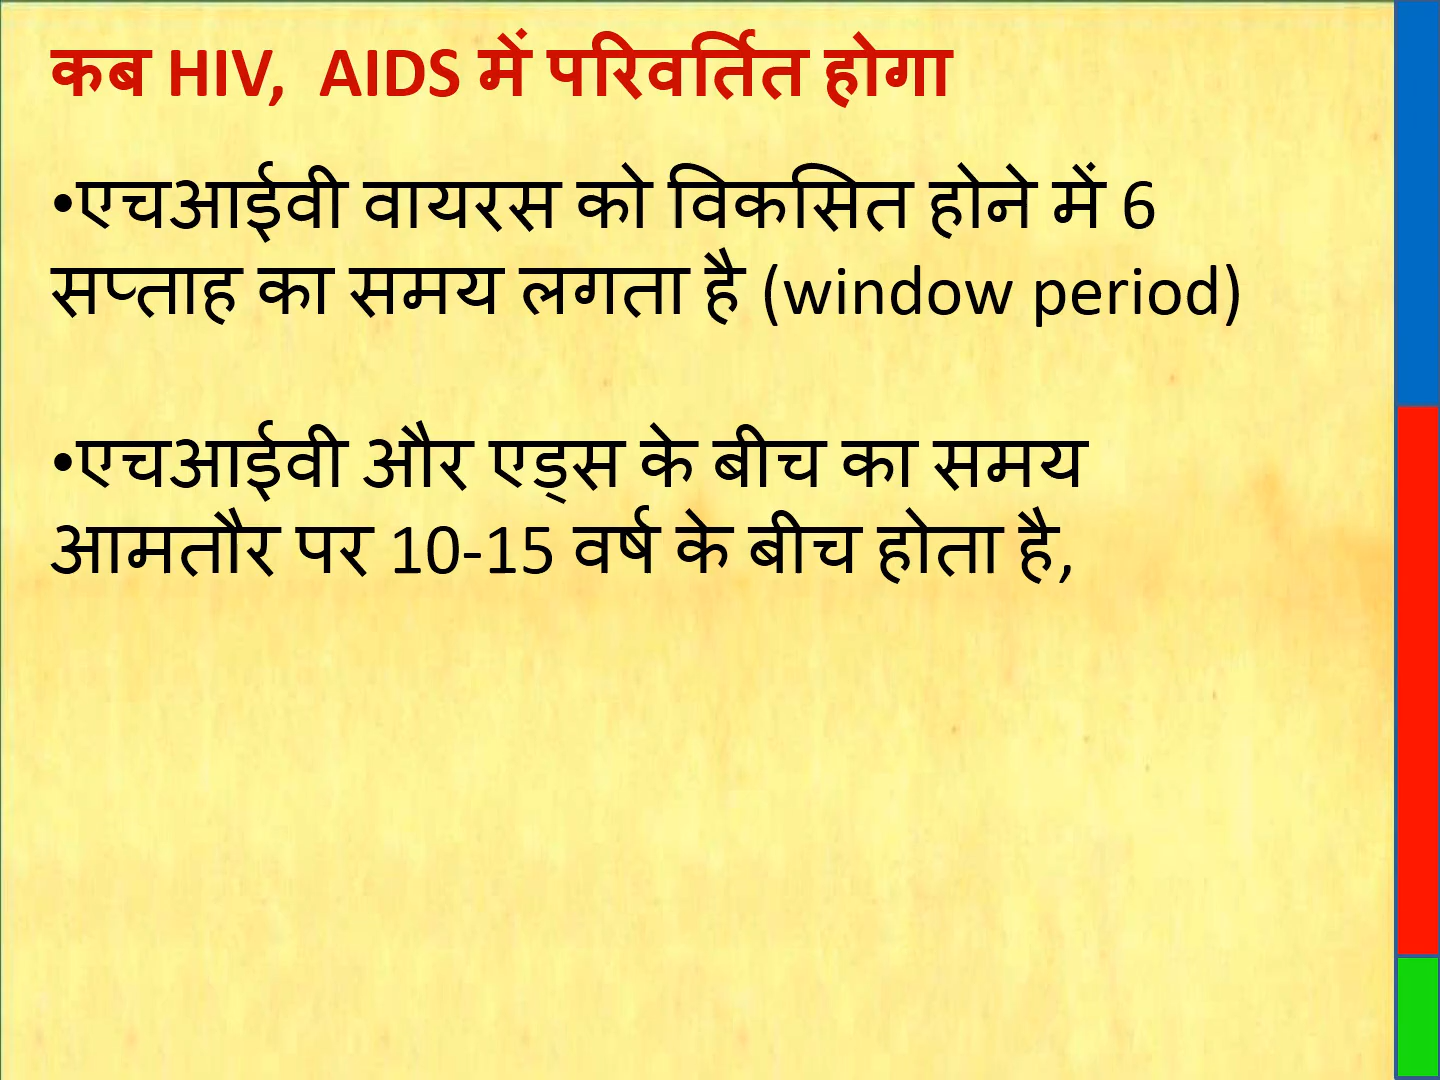 कब HIV, AIDS में परिवर्तित होगा
•एचआईवी वायरस को विकसित होने में 6
सप्ताह का समय लगता है (window period)
•एचआईवी और एड्स के बीच का समय
आमतौर पर 10-15 वर्ष के बीच होता है,